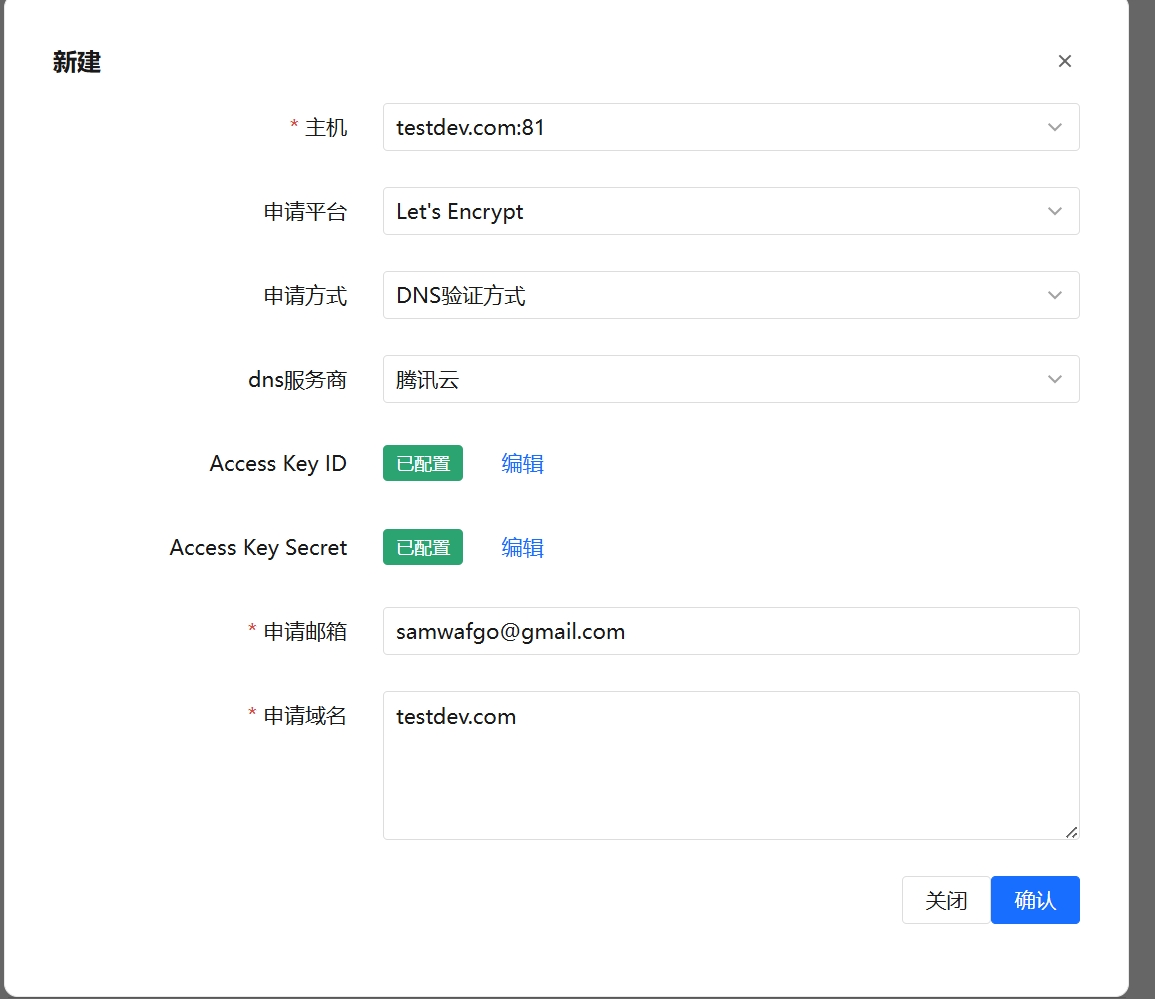 新建
* 主机 testdev.com:81
申请平台 Let's Encrypt
申请方式 DNS验证方式
dns服务商 腾讯云
Access Key ID 已配置 编辑
Access Key Secret 已配置 编辑
* 申请邮箱 samwafgo@gmail.com
* 申请域名 testdev.com
关闭 确认